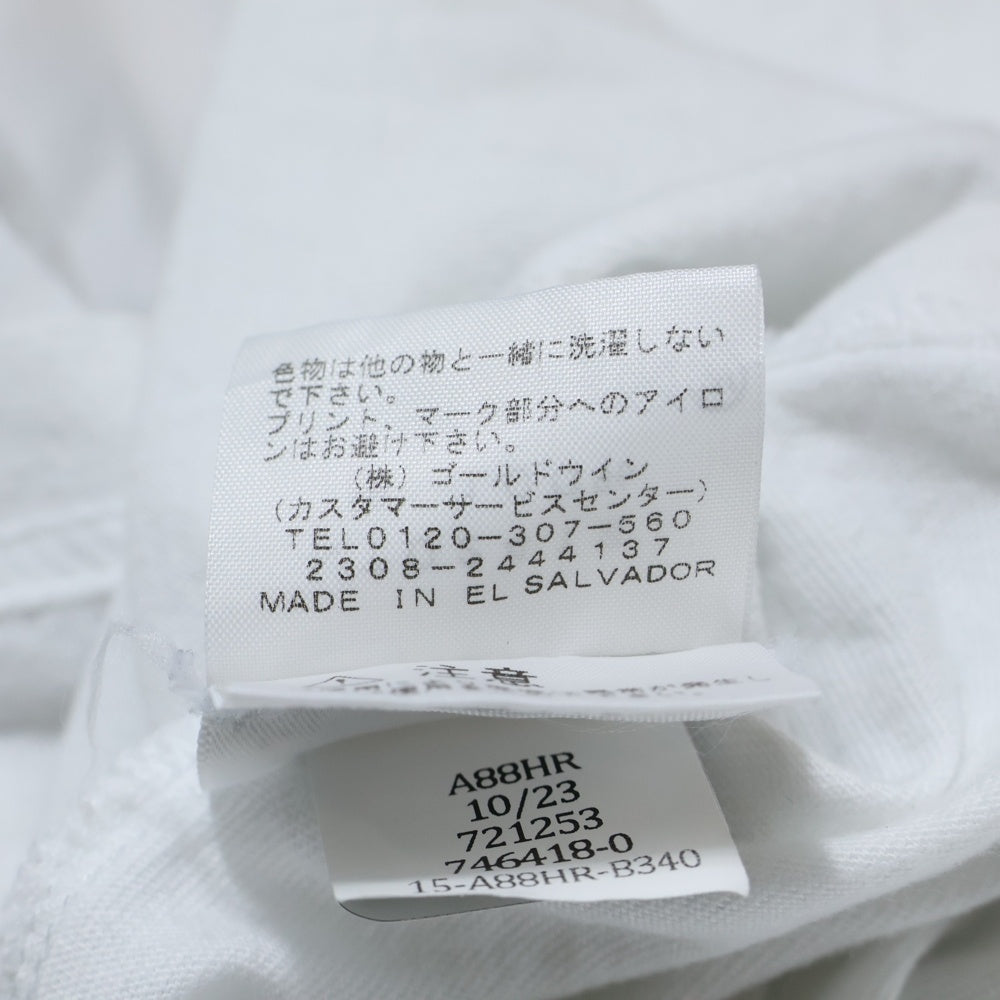 色物は他の物と一緒に洗濯しない
で下さい。
プリント、マーク部分へのアイロ
ンはお避け下さい。
(株) ゴールドウイン
(カスタマーサービスセンター)
TEL0120-307-560
2308-2444137
MADE IN EL SALVADOR
注意
が発生し
A88HR
10/23
721253
746418-0
15-A88HR-B340